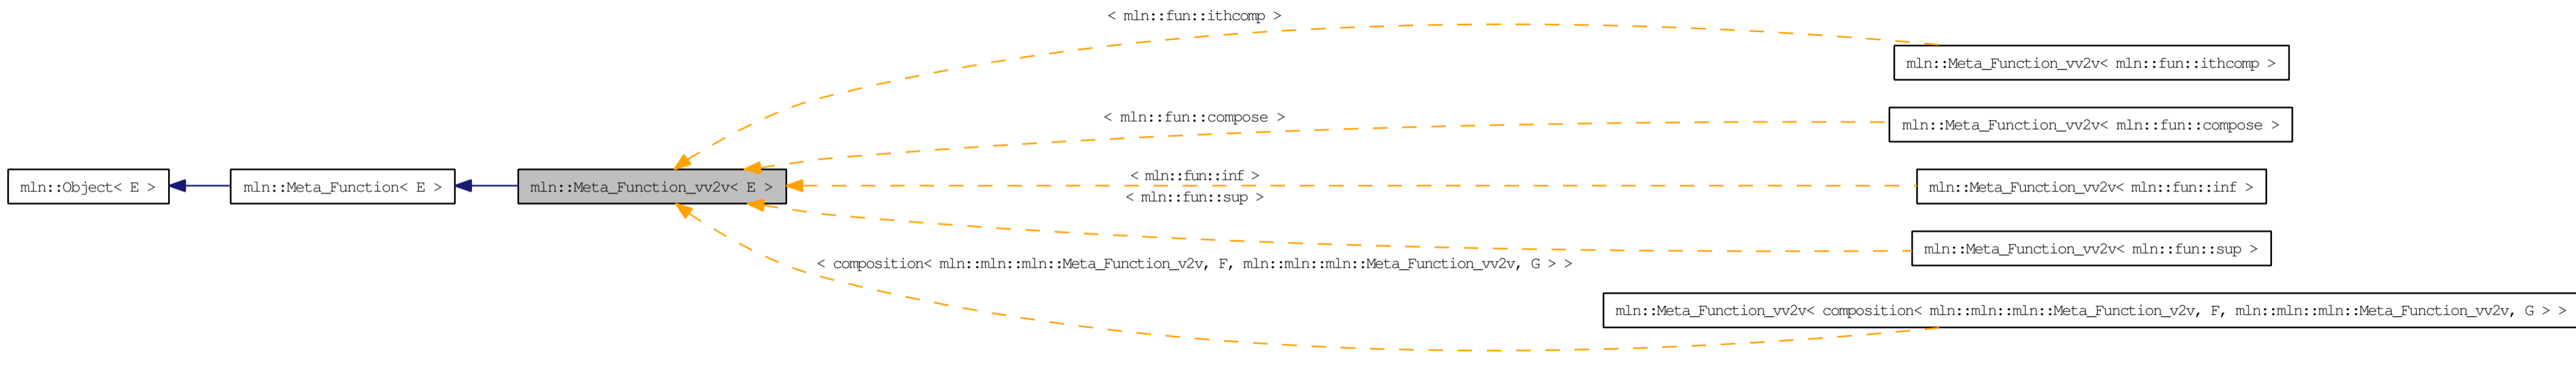 < mln::fun::ithcomp >
mln::Meta_Function_vv2v< mln::fun::ithcomp >
< mln::fun::compose >
mln::Meta_Function_vv2v< mln::fun::compose >
mln::Object< E >
mln::Meta_Function< E >
mln::Meta_Function_vv2v< E >
< mln::fun::inf >
mln::Meta_Function_vv2v< mln::fun::inf >
< mln::fun::sup >
mln::Meta_Function_vv2v< mln::fun::sup >
< composition< mln::mln::mln::Meta_Function_v2v, F, mln::mln::mln::Meta_Function_vv2v, G > >
mln::Meta_Function_vv2v< composition< mln::mln::mln::Meta_Function_v2v, F, mln::mln::mln::Meta_Function_vv2v, G > >